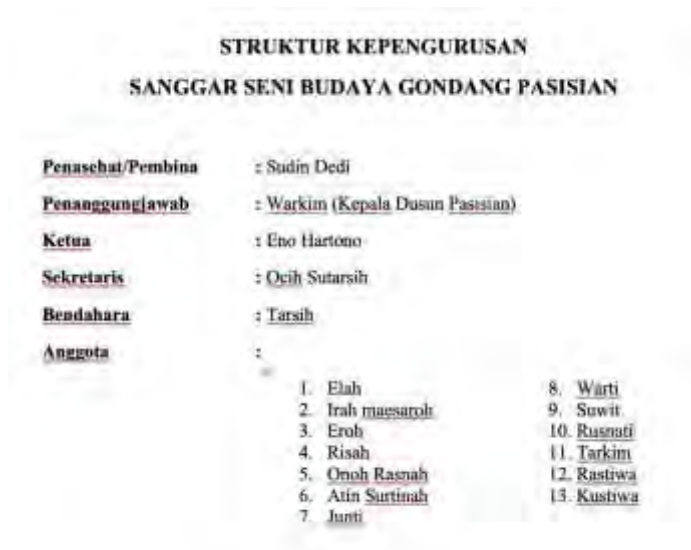 STRUKTUR KEPENGURUSAN
SANGGAR SENI BUDAYA GONDANG PASISIAN
Penasehat/Pembina : Sudin Dedi
Penanggungjawab : Warkim (Kepala Dusun Pasisian)
Ketua : Eno Hartono
Sekretaris : Ocih Sutarsih
Bendahara : Tarsih
Anggota :
1. Elah
2. Irah maesaroh
3. Eroh
4. Risah
5. Onoh Rasnah
6. Atin Surtinah
7. Junti
8. Warti
9. Suwit
10. Rusnati
11. Tarkim
12. Rastiwa
13. Kustiwa